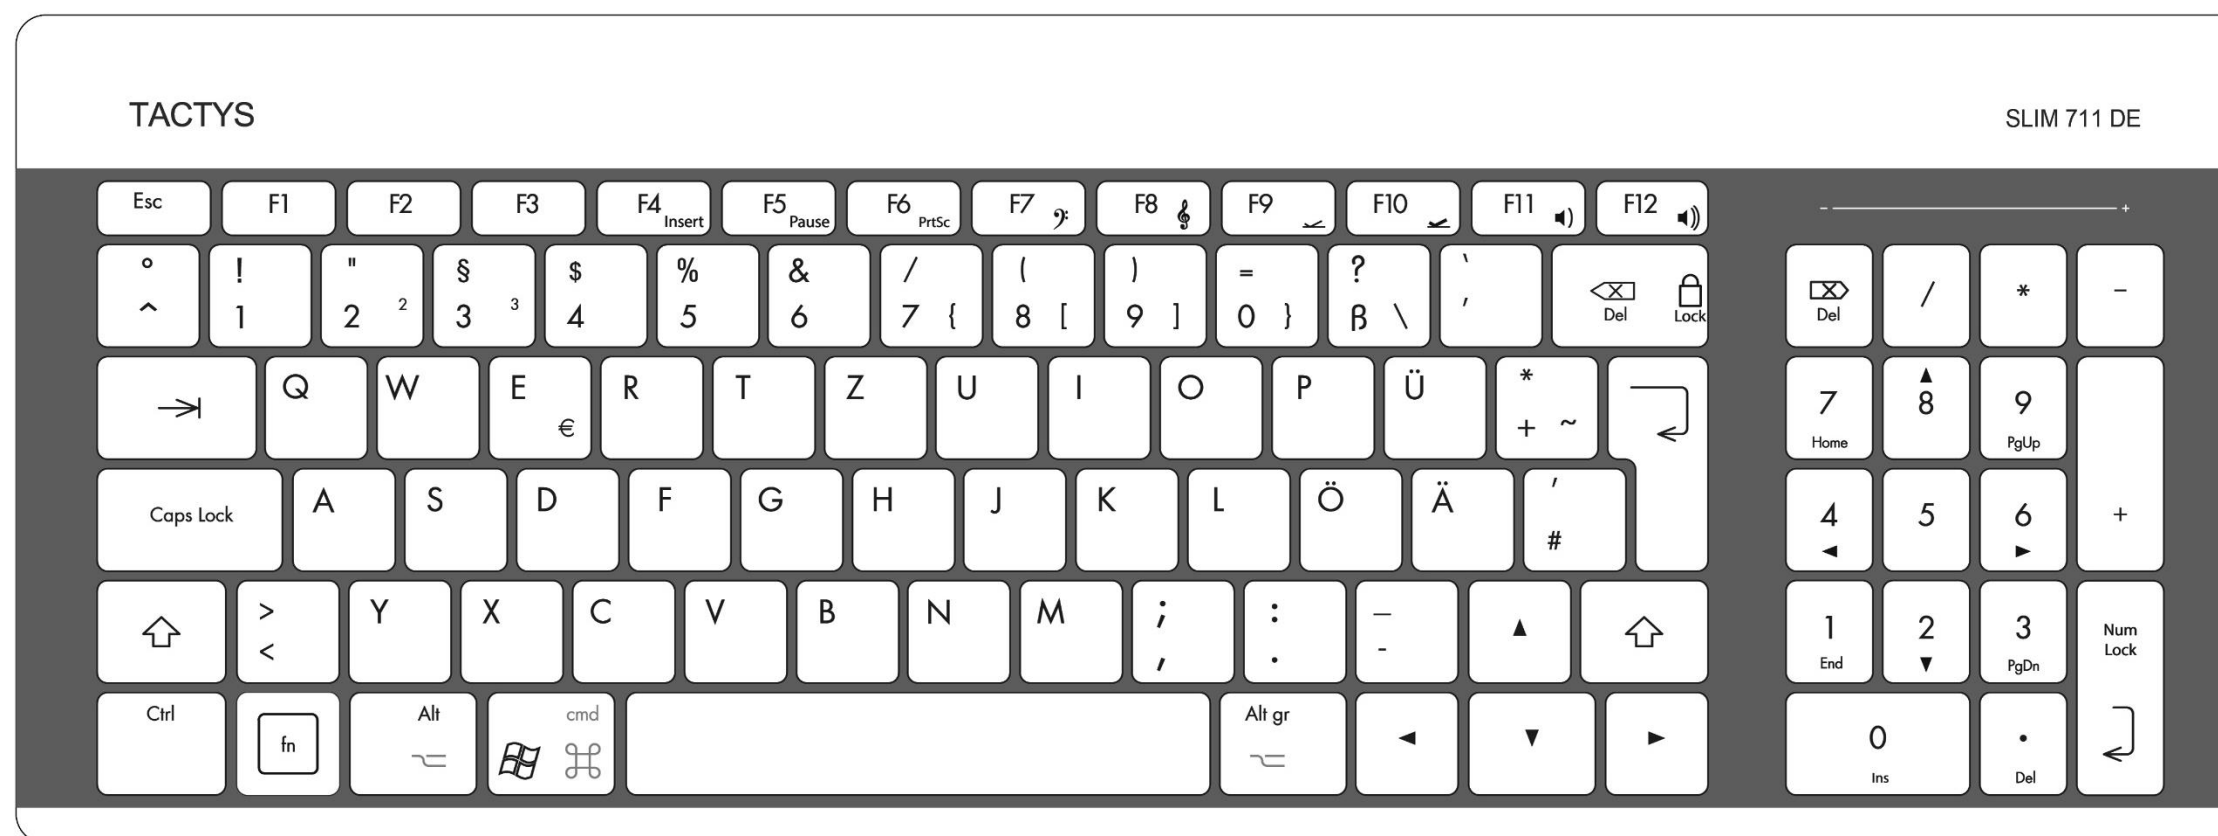 TACTYS SLIM 711 DE
Esc F1 F2 F3 F4 Insert F5 Pause F6 PrtSc F7 F8 F9 F10 F11 F12 - +
° ! " § $ % & / ( ) = ? `
^ 1 2 ² 3 ³ 4 5 6 7 { 8 [ 9 ] 0 } ß \ ' Del Lock Del / * -
Q W E € R T Z U I O P Ü * + ~ 7 Home 8 9 PgUp
Caps Lock A S D F G H J K L Ö Ä ' # 4 5 6 +
> < Y X C V B N M ; , : . _ - 1 End 2 3 PgDn Num Lock
Ctrl fn Alt cmd Alt gr 0 Ins . Del